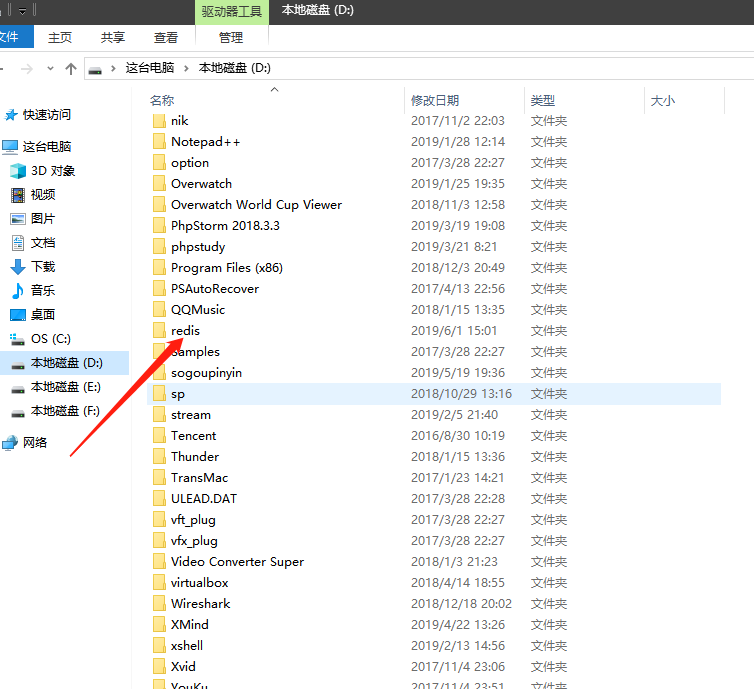 驱动器工具 本地磁盘 (D:)
文件 主页 共享 查看 管理
这台电脑 本地磁盘 (D:)
名称 修改日期 类型 大小
快速访问
这台电脑
3D 对象
视频
图片
文档
下载
音乐
桌面
OS (C:)
本地磁盘 (D:)
本地磁盘 (E:)
本地磁盘 (F:)
网络
nik 2017/11/2 22:03 文件夹
Notepad++ 2019/1/28 12:14 文件夹
option 2017/3/28 22:27 文件夹
Overwatch 2019/1/25 19:35 文件夹
Overwatch World Cup Viewer 2018/11/3 12:58 文件夹
PhpStorm 2018.3.3 2019/3/19 19:08 文件夹
phpstudy 2019/3/21 8:21 文件夹
Program Files (x86) 2018/12/3 20:49 文件夹
PSAutoRecover 2017/4/13 22:56 文件夹
QQMusic 2018/1/15 13:35 文件夹
redis 2019/6/1 15:01 文件夹
samples 2017/3/28 22:27 文件夹
sogoupinyin 2019/5/19 19:36 文件夹
sp 2018/10/29 13:16 文件夹
stream 2019/2/5 21:40 文件夹
Tencent 2016/8/30 10:19 文件夹
Thunder 2018/1/15 13:36 文件夹
TransMac 2017/1/23 14:21 文件夹
ULEAD.DAT 2017/3/28 22:28 文件夹
vft_plug 2017/3/28 22:27 文件夹
vfx_plug 2017/3/28 22:27 文件夹
Video Converter Super 2018/1/3 21:23 文件夹
virtualbox 2018/4/14 18:55 文件夹
Wireshark 2018/12/18 20:02 文件夹
XMind 2019/4/22 13:26 文件夹
xshell 2019/2/13 14:56 文件夹
Xvid 2017/11/4 23:06 文件夹
YouKu 2017/11/4 23:51 文件夹